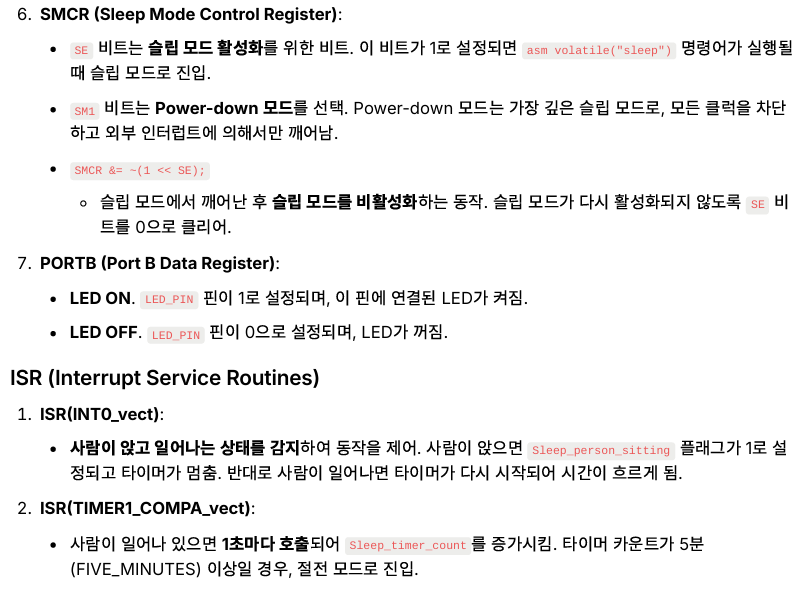 6. SMCR (Sleep Mode Control Register):
• SE 비트는 슬립 모드 활성화를 위한 비트. 이 비트가 1로 설정되면 asm volatile("sleep") 명령어가 실행될
때 슬립 모드로 진입.
• SM1 비트는 Power-down 모드를 선택. Power-down 모드는 가장 깊은 슬립 모드로, 모든 클럭을 차단
하고 외부 인터럽트에 의해서만 깨어남.
• SMCR &= ~(1 << SE);
◦ 슬립 모드에서 깨어난 후 슬립 모드를 비활성화하는 동작. 슬립 모드가 다시 활성화되지 않도록 SE 비
트를 0으로 클리어.
7. PORTB (Port B Data Register):
• LED ON. LED_PIN 핀이 1로 설정되며, 이 핀에 연결된 LED가 켜짐.
• LED OFF. LED_PIN 핀이 0으로 설정되며, LED가 꺼짐.
ISR (Interrupt Service Routines)
1. ISR(INT0_vect):
• 사람이 앉고 일어나는 상태를 감지하여 동작을 제어. 사람이 앉으면 Sleep_person_sitting 플래그가 1로 설
정되고 타이머가 멈춤. 반대로 사람이 일어나면 타이머가 다시 시작되어 시간이 흐르게 됨.
2. ISR(TIMER1_COMPA_vect):
• 사람이 일어나 있으면 1초마다 호출되어 Sleep_timer_count 를 증가시킴. 타이머 카운트가 5분
(FIVE_MINUTES) 이상일 경우, 절전 모드로 진입.